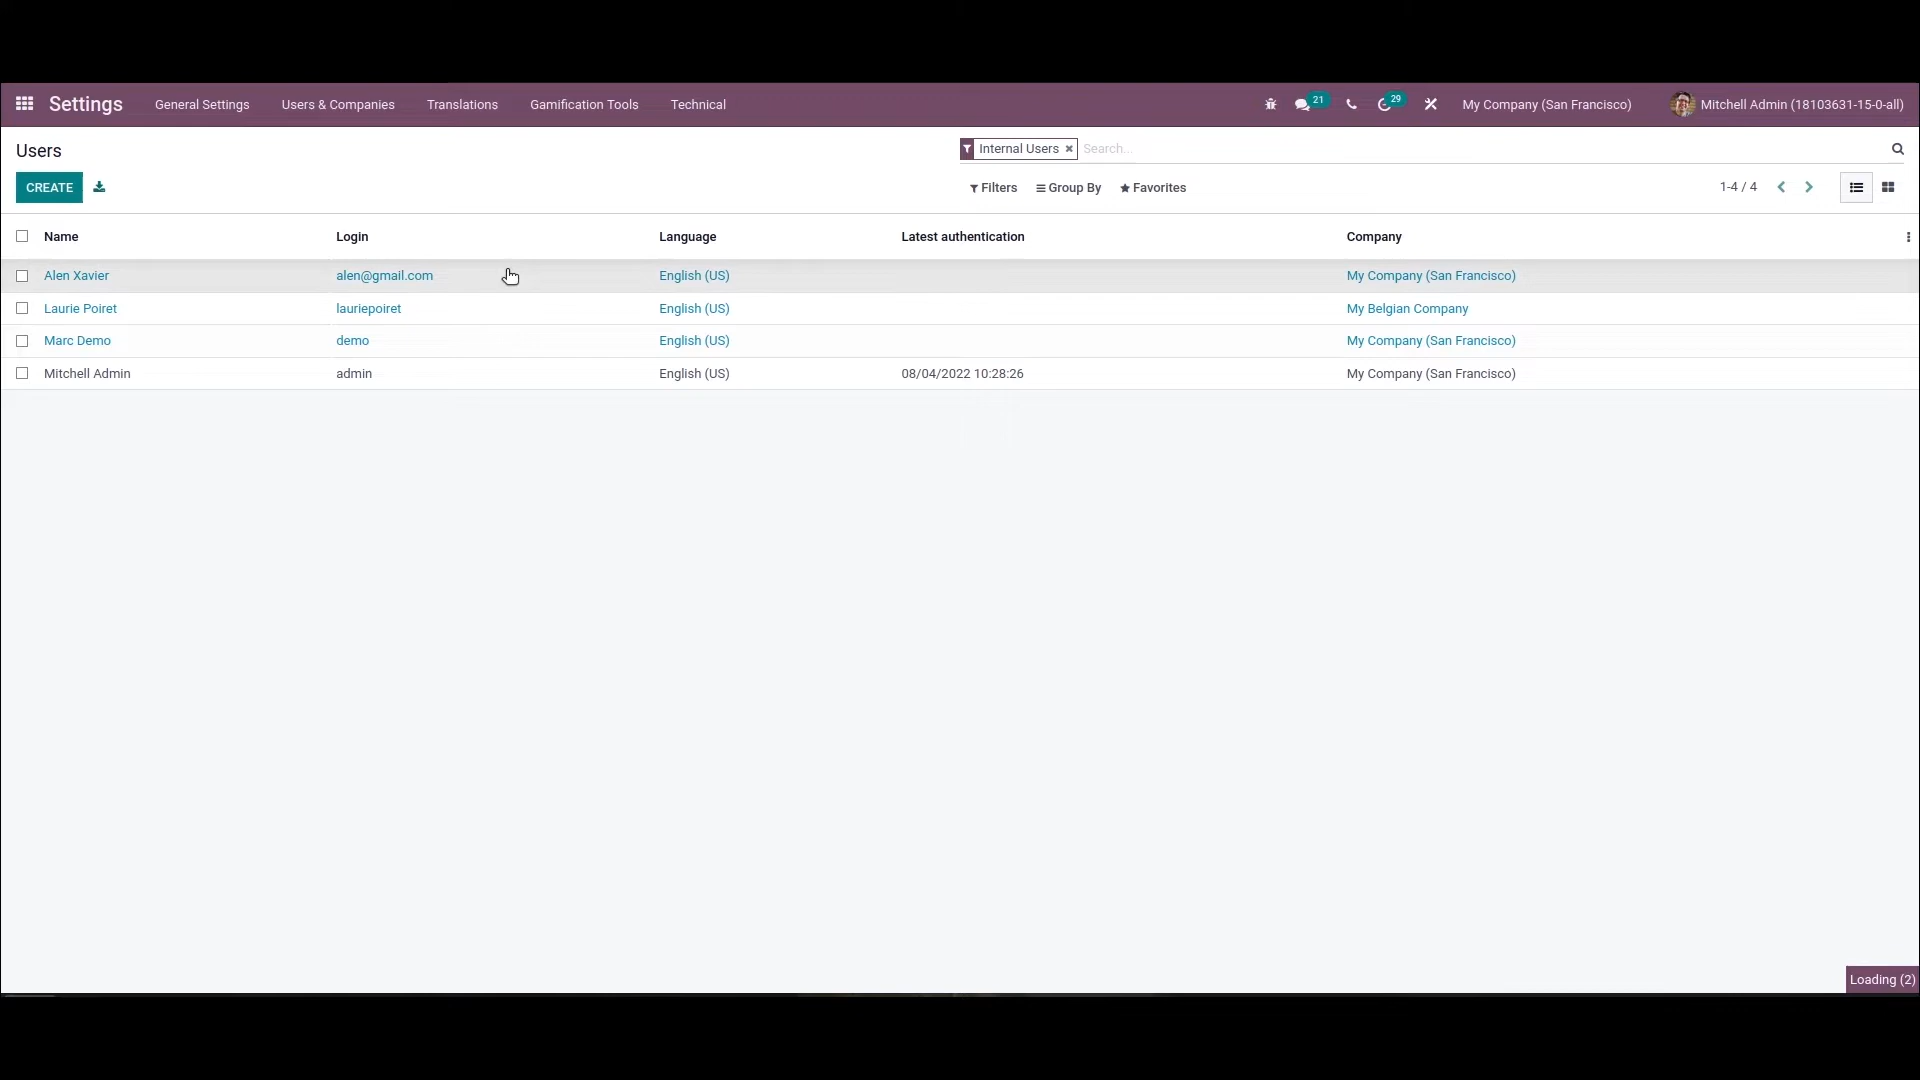 Settings General Settings Users & Companies Translations Gamification Tools Technical 21 29 My Company (San Francisco) Mitchell Admin (18103631-15-0-all)
Users Internal Users Search...
CREATE Filters Group By Favorites 1-4 / 4
Name Login Language Latest authentication Company
Alen Xavier alen@gmail.com English (US) My Company (San Francisco)
Laurie Poiret lauriepoiret English (US) My Belgian Company
Marc Demo demo English (US) My Company (San Francisco)
Mitchell Admin admin English (US) 08/04/2022 10:28:26 My Company (San Francisco)
Loading (2)